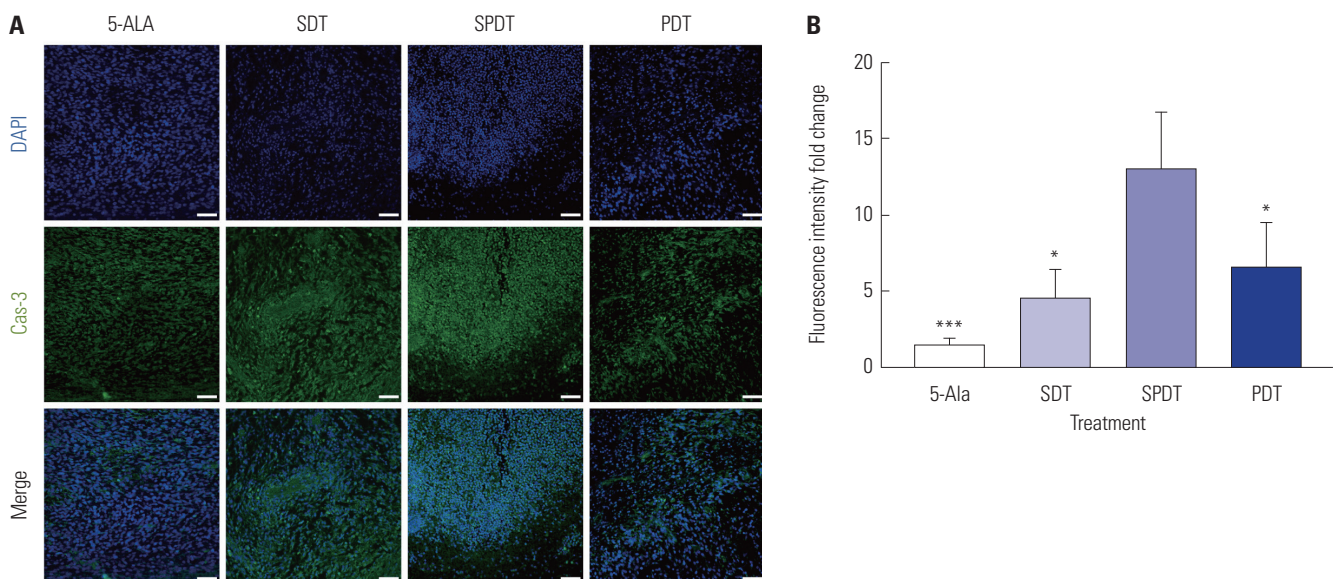 A
5-ALA SDT SPDT PDT
DAPI
Cas-3
Merge
B
Fluorescence intensity fold change
20
15
10
5
0
***
*
*
5-Ala SDT SPDT PDT
Treatment